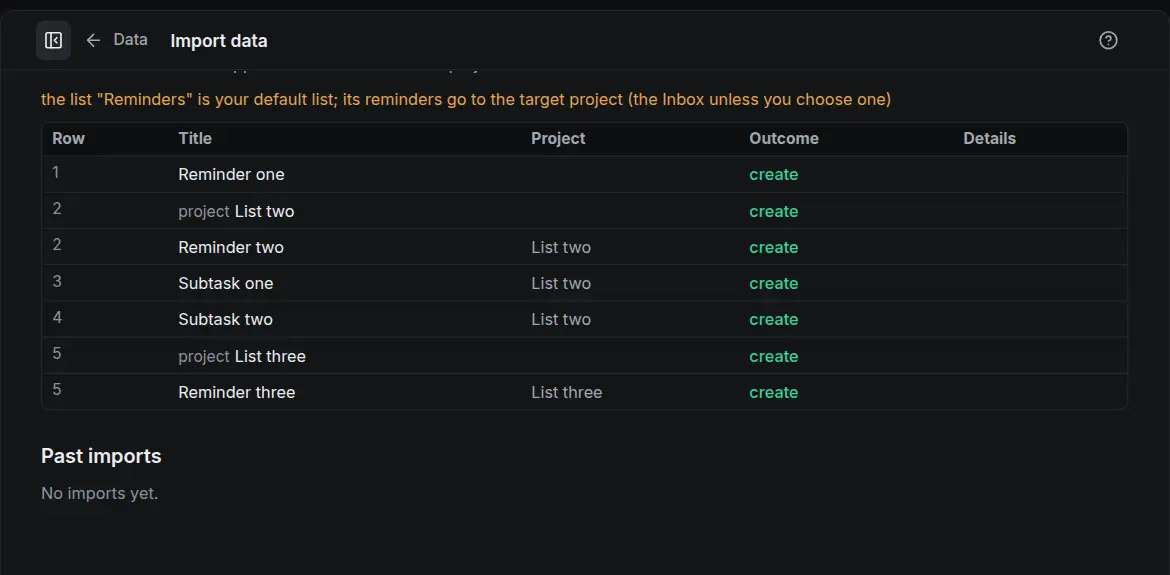 Data Import data
the list "Reminders" is your default list; its reminders go to the target project (the Inbox unless you choose one)
Row Title Project Outcome Details
1 Reminder one create
2 project List two create
2 Reminder two List two create
3 Subtask one List two create
4 Subtask two List two create
5 project List three create
5 Reminder three List three create
Past imports
No imports yet.